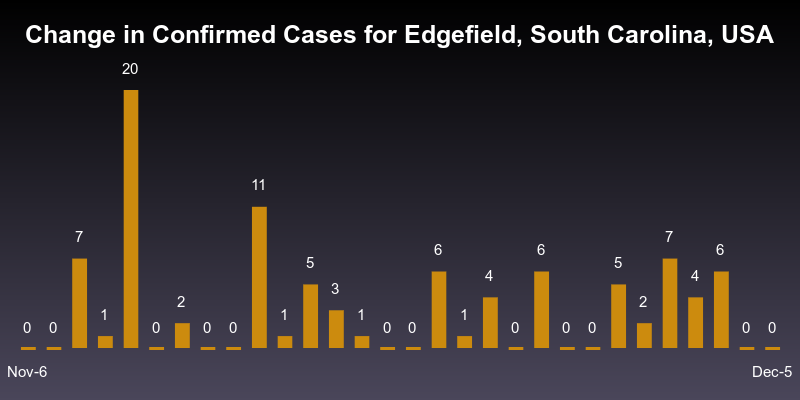 Change in Confirmed Cases for Edgefield, South Carolina, USA
0 0 7 1 20 0 2 0 0 11 1 5 3 1 0 0 6 1 4 0 6 0 0 5 2 7 4 6 0 0
Nov-6 Dec-5